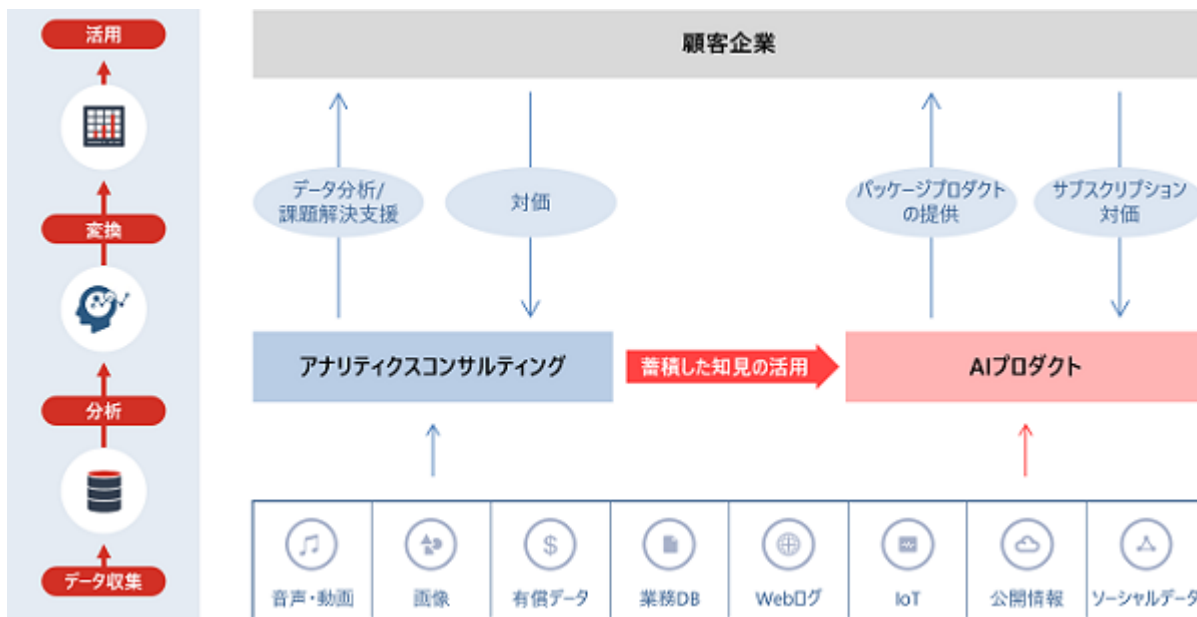 活用
変換
分析
データ収集
顧客企業
データ分析/
課題解決支援
対価
パッケージプロダクト
の提供
サブスクリプション
対価
アナリティクスコンサルティング
蓄積した知見の活用
AIプロダクト
音声・動画
画像
有償データ
業務DB
Webログ
IoT
公開情報
ソーシャルデータ